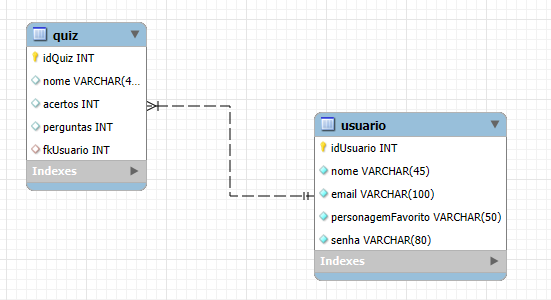 quiz
idQuiz INT
nome VARCHAR(4...
acertos INT
perguntas INT
fkUsuario INT
Indexes
usuario
idUsuario INT
nome VARCHAR(45)
email VARCHAR(100)
personagemFavorito VARCHAR(50)
senha VARCHAR(80)
Indexes